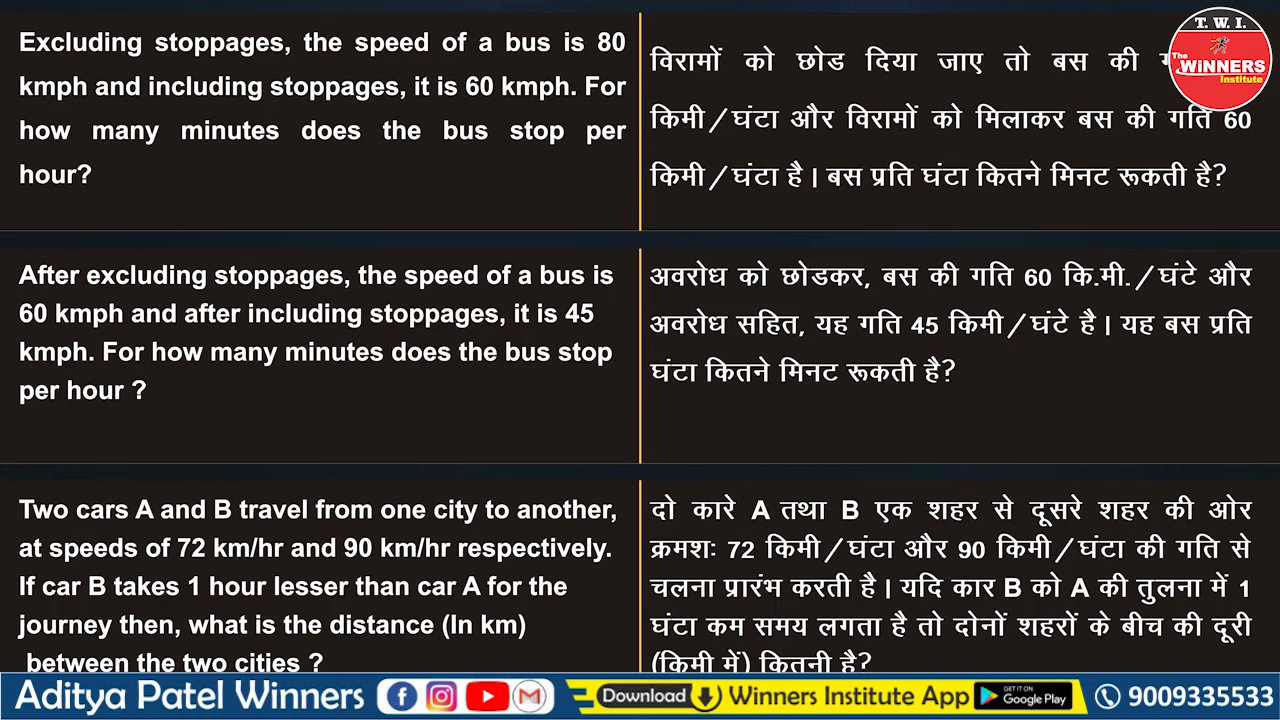 Excluding stoppages, the speed of a bus is 80
kmph and including stoppages, it is 60 kmph. For
how many minutes does the bus stop per
hour?
विरामों को छोड दिया जाए तो बस की
किमी/घंटा और विरामों को मिलाकर बस की गति 60
किमी/घंटा है। बस प्रति घंटा कितने मिनट रूकती है?
T. W. I.
The
WINNERS
Institute
After excluding stoppages, the speed of a bus is
60 kmph and after including stoppages, it is 45
kmph. For how many minutes does the bus stop
per hour ?
अवरोध को छोडकर, बस की गति 60 कि.मी./घंटे और
अवरोध सहित, यह गति 45 किमी/घंटे है। यह बस प्रति
घंटा कितने मिनट रूकती है?
Two cars A and B travel from one city to another,
at speeds of 72 km/hr and 90 km/hr respectively.
If car B takes 1 hour lesser than car A for the
journey then, what is the distance (In km)
between the two cities ?
दो कारे A तथा B एक शहर से दूसरे शहर की ओर
क्रमशः 72 किमी/घंटा और 90 किमी/घंटा की गति से
चलना प्रारंभ करती है। यदि कार B को A की तुलना में 1
घंटा कम समय लगता है तो दोनों शहरों के बीच की दूरी
(किमी में) कितनी है?
Aditya Patel Winners
Download
Winners Institute App
GET IT ON
Google Play
9009335533